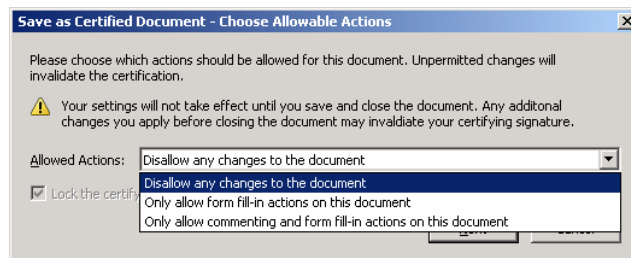 Save as Certified Document - Choose Allowable Actions
Please choose which actions should be allowed for this document. Unpermitted changes will
invalidate the certification.
Your settings will not take effect until you save and close the document. Any additonal
changes you apply before closing the document may invaldiate your certifying signature.
Allowed Actions: Disallow any changes to the document
Disallow any changes to the document
Lock the certify
Only allow form fill-in actions on this document
Only allow commenting and form fill-in actions on this document